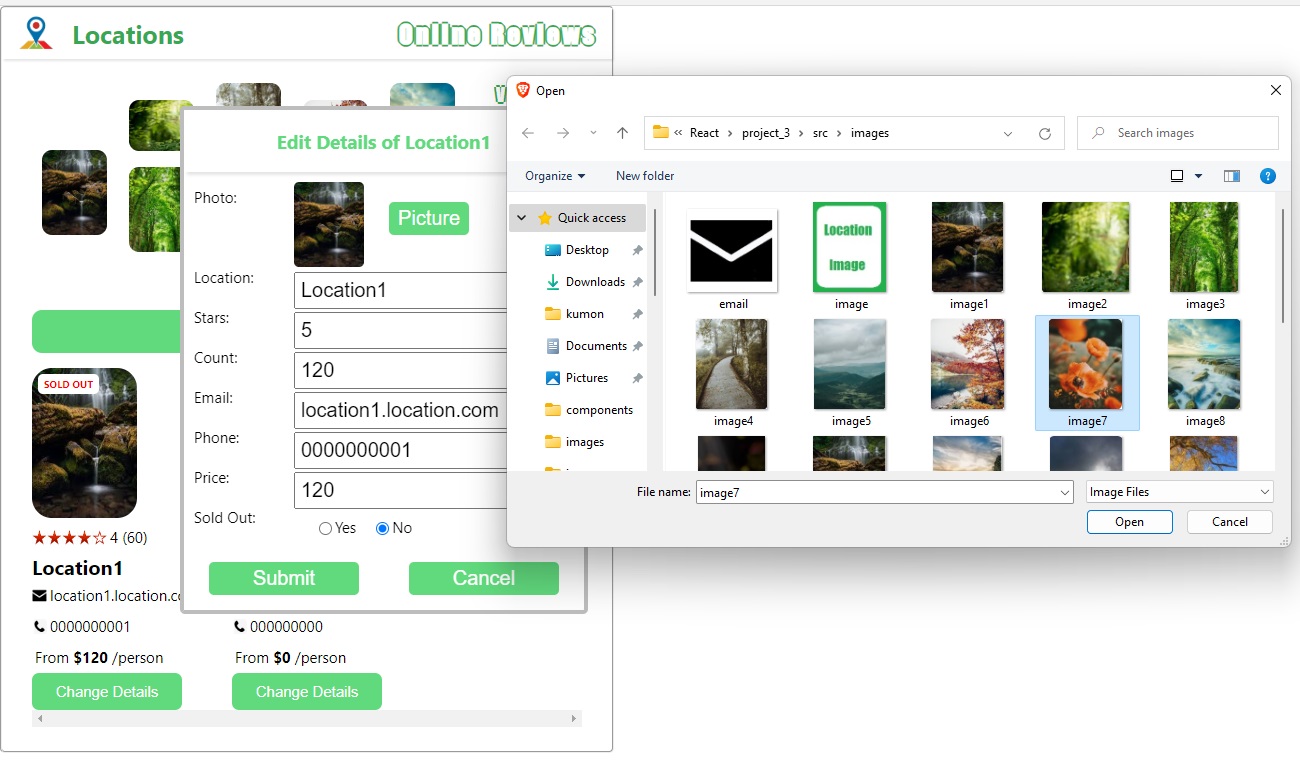 Locations
Online Reviews
Edit Details of Location1
Photo:
Picture
Location:
Location1
Stars:
5
Count:
120
Email:
location1.location.com
Phone:
0000000001
Price:
120
Sold Out:
Yes
No
Submit
Cancel
SOLD OUT
4 (60)
Location1
location1.location.co
0000000001
From $120 /person
Change Details
000000000
From $0 /person
Change Details
Open
« React > project_3 > src > images
Search images
Organize
New folder
Quick access
Desktop
Downloads
kumon
Documents
Pictures
components
images
email
Location
Image
image
image1
image2
image3
image4
image5
image6
image7
image8
File name:
image7
Image Files
Open
Cancel